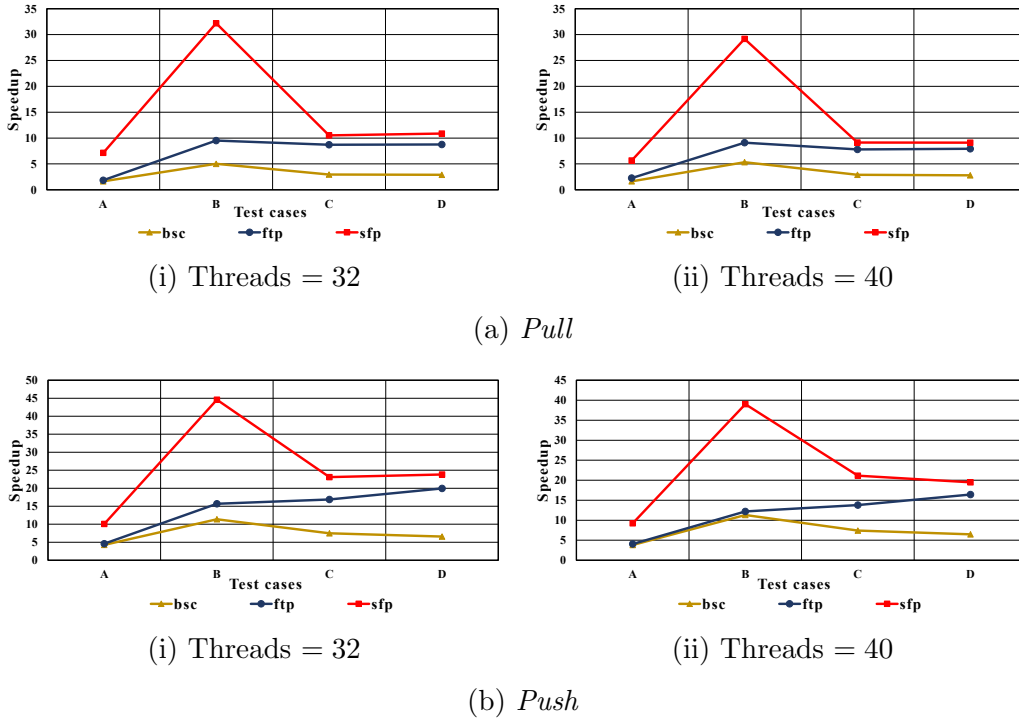 35
30
25
20
15
10
5
0
Speedup
A B C D
Test cases
bsc ftp sfp
(i) Threads = 32
35
30
25
20
15
10
5
0
Speedup
A B C D
Test cases
bsc ftp sfp
(ii) Threads = 40
(a) Pull
50
45
40
35
30
25
20
15
10
5
0
Speedup
A B C D
Test cases
bsc ftp sfp
(i) Threads = 32
45
40
35
30
25
20
15
10
5
0
Speedup
A B C D
Test cases
bsc ftp sfp
(ii) Threads = 40
(b) Push